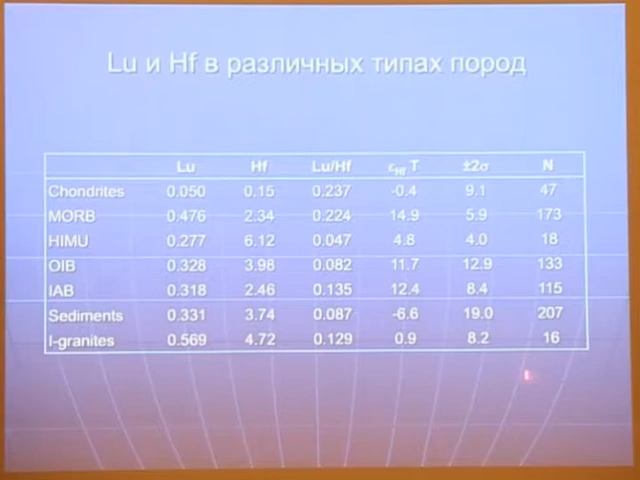 Lu и Hf в различных типах пород
Lu Hf Lu/Hf εHf T ±2σ N
Chondrites 0.050 0.15 0.237 -0.4 9.1 47
MORB 0.476 2.34 0.224 14.9 5.9 173
HIMU 0.277 6.12 0.047 4.8 4.0 18
OIB 0.328 3.98 0.082 11.7 12.9 133
IAB 0.318 2.46 0.135 12.4 8.4 115
Sediments 0.331 3.74 0.087 -6.6 19.0 207
I-granites 0.569 4.72 0.129 0.9 8.2 16